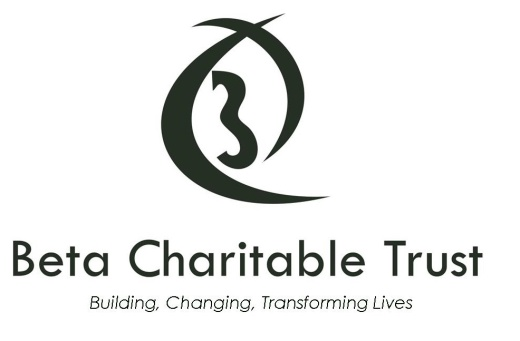 Beta Charitable Trust
Building, Changing, Transforming Lives